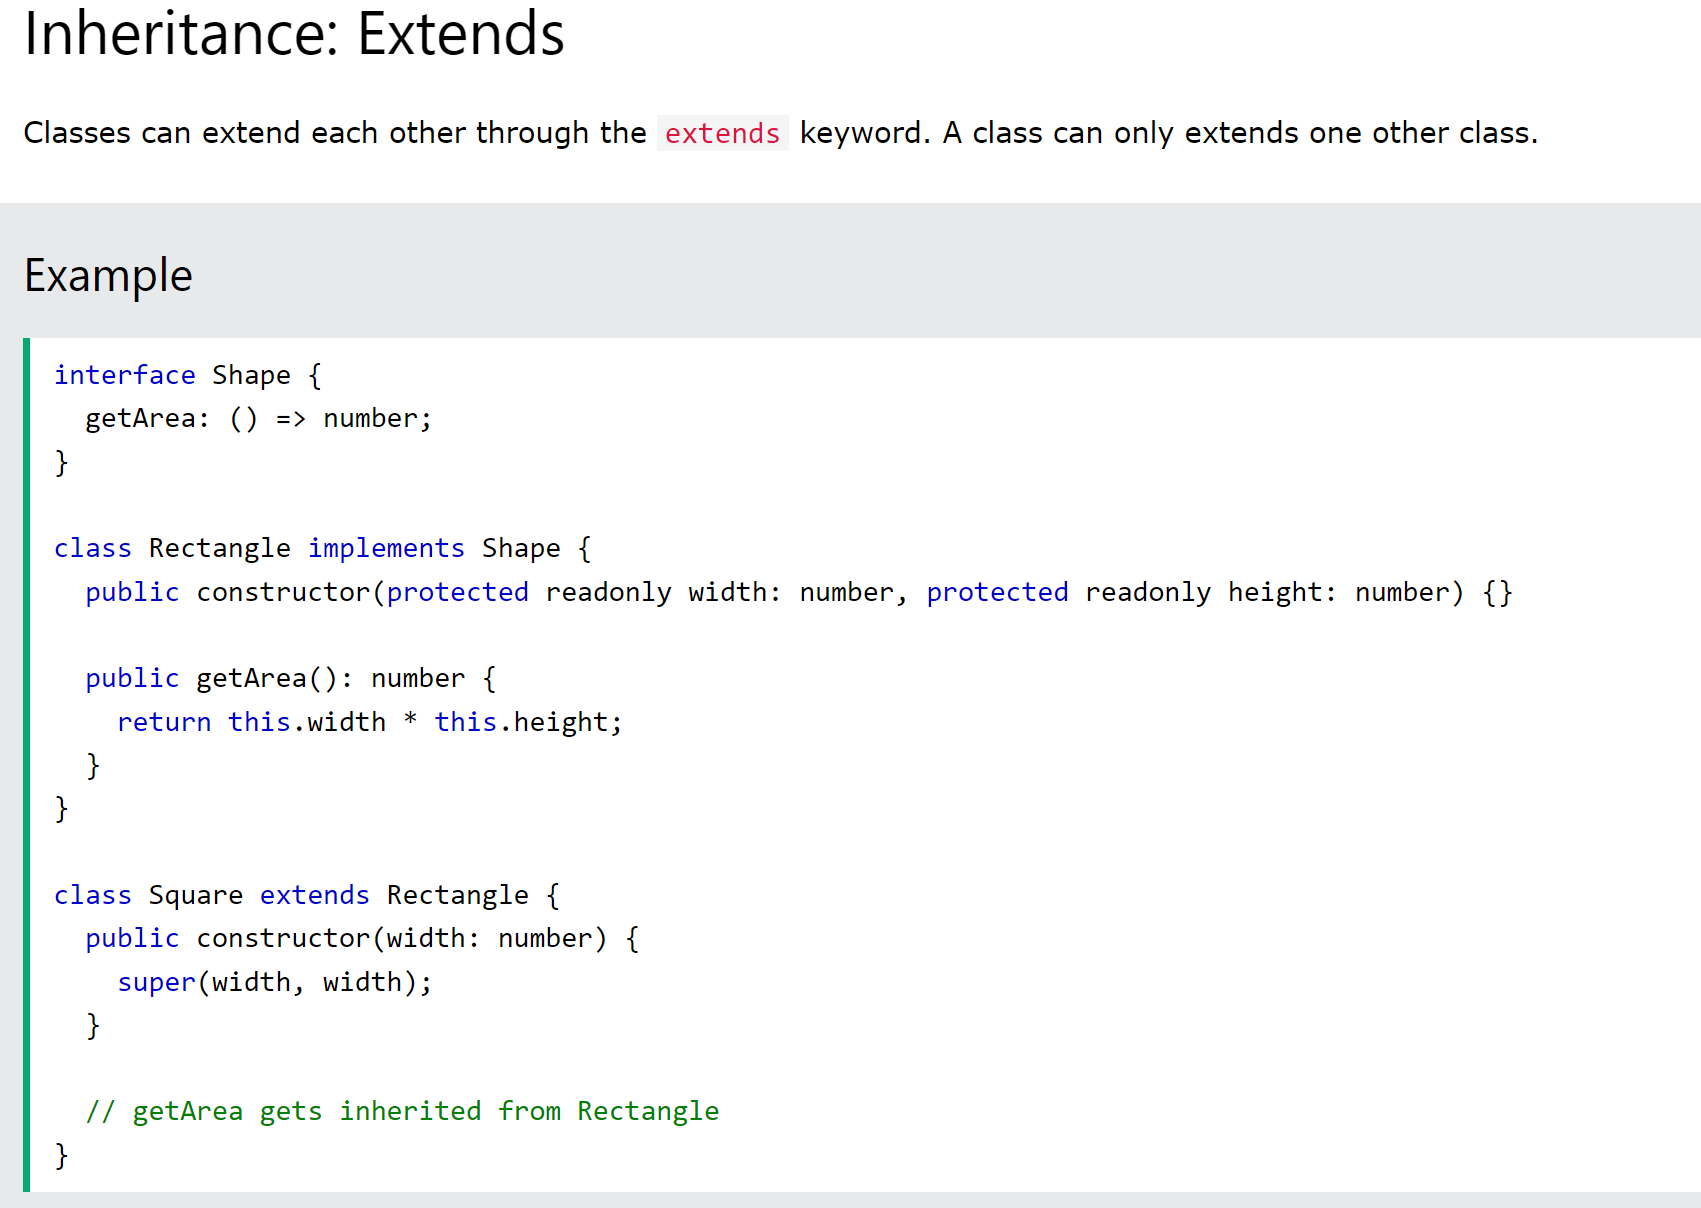 Inheritance: Extends
Classes can extend each other through the extends keyword. A class can only extends one other class.
Example
interface Shape {
  getArea: () => number;
}
class Rectangle implements Shape {
  public constructor(protected readonly width: number, protected readonly height: number) {}
  public getArea(): number {
    return this.width * this.height;
  }
}
class Square extends Rectangle {
  public constructor(width: number) {
    super(width, width);
  }
  // getArea gets inherited from Rectangle
}